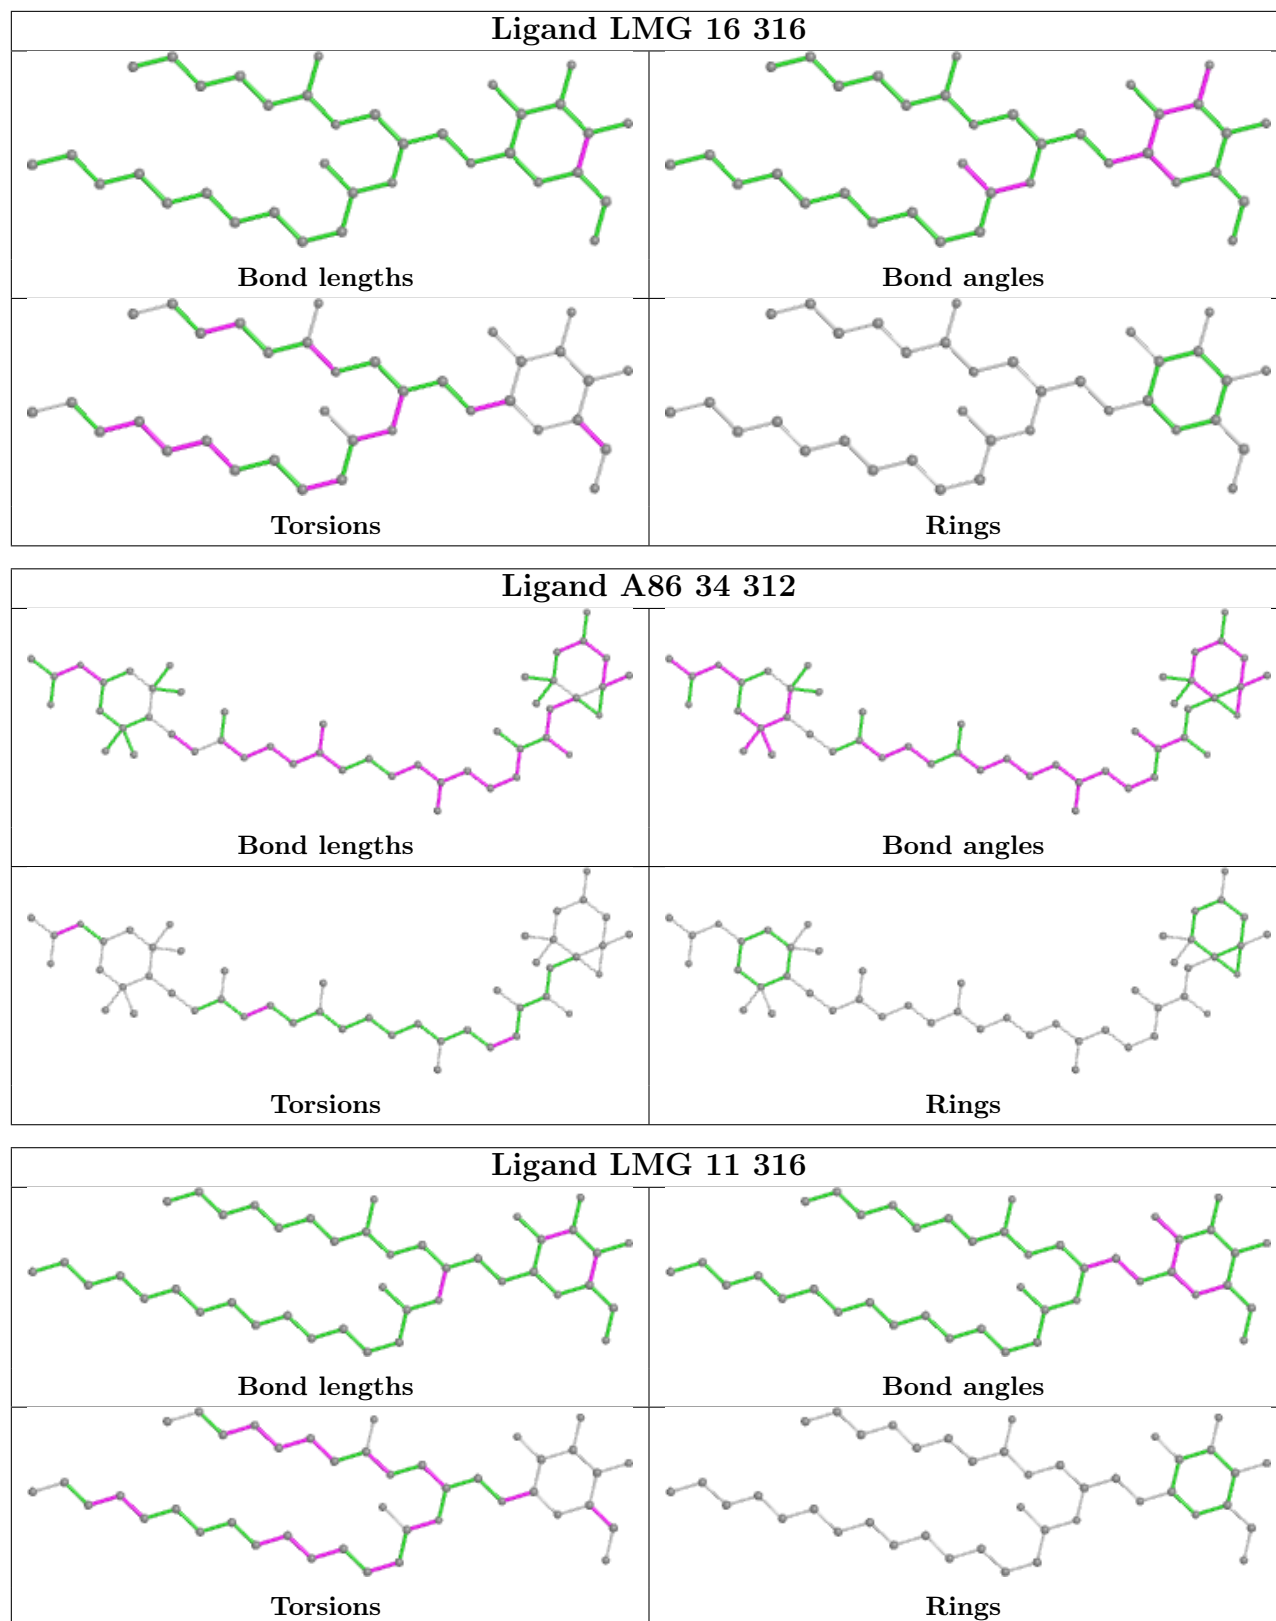 Ligand LMG 16 316
Bond lengths
Bond angles
Torsions
Rings
Ligand A86 34 312
Bond lengths
Bond angles
Torsions
Rings
Ligand LMG 11 316
Bond lengths
Bond angles
Torsions
Rings